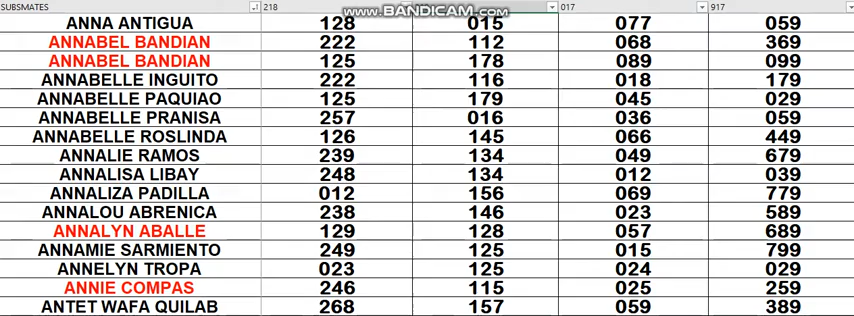 SUBSMATES 218 017 917
www.BANDICAM.com
ANNA ANTIGUA 128 015 077 059
ANNABEL BANDIAN 222 112 068 369
ANNABEL BANDIAN 125 178 089 099
ANNABELLE INGUITO 222 116 018 179
ANNABELLE PAQUIAO 125 179 045 029
ANNABELLE PRANISA 257 016 036 059
ANNABELLE ROSLINDA 126 145 066 449
ANNALIE RAMOS 239 134 049 679
ANNALISA LIBAY 248 134 012 039
ANNALIZA PADILLA 012 156 069 779
ANNALOU ABRENICA 238 146 023 589
ANNALYN ABALLE 129 128 057 689
ANNAMIE SARMIENTO 249 125 015 799
ANNELYN TROPA 023 125 024 029
ANNIE COMPAS 246 115 025 259
ANTET WAFA QUILAB 268 157 059 389